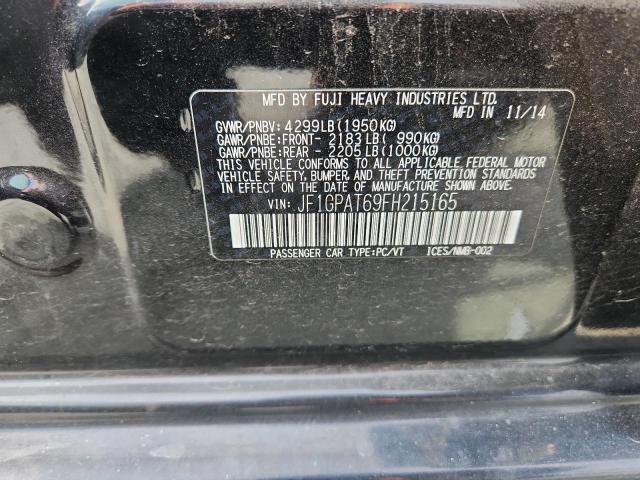 MFD BY FUJI HEAVY INDUSTRIES LTD.
MFD IN 11/14
GVWR/PNBV: 4299LB(1950KG)
GAWR/PNBE:FRONT- 2183LB( 990KG)
GAWR/PNBE:REAR - 2205LB(1000KG)
THIS VEHICLE CONFORMS TO ALL APPLICABLE FEDERAL MOTOR
VEHICLE SAFETY, BUMPER, AND THEFT PREVENTION STANDARDS
IN EFFECT ON THE DATE OF MANUFACTURE SHOWN ABOVE.
VIN: JF1GPAT69FH215165
PASSENGER CAR TYPE:PC/VT ICES/NMB-002